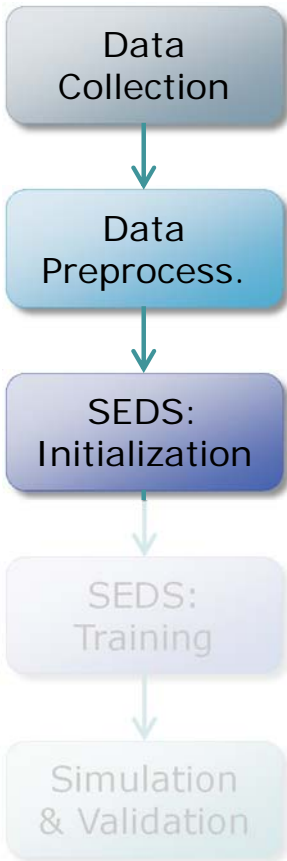 Data
Collection
Data
Preprocess.
SEDS:
Initialization
SEDS:
Training
Simulation
& Validation